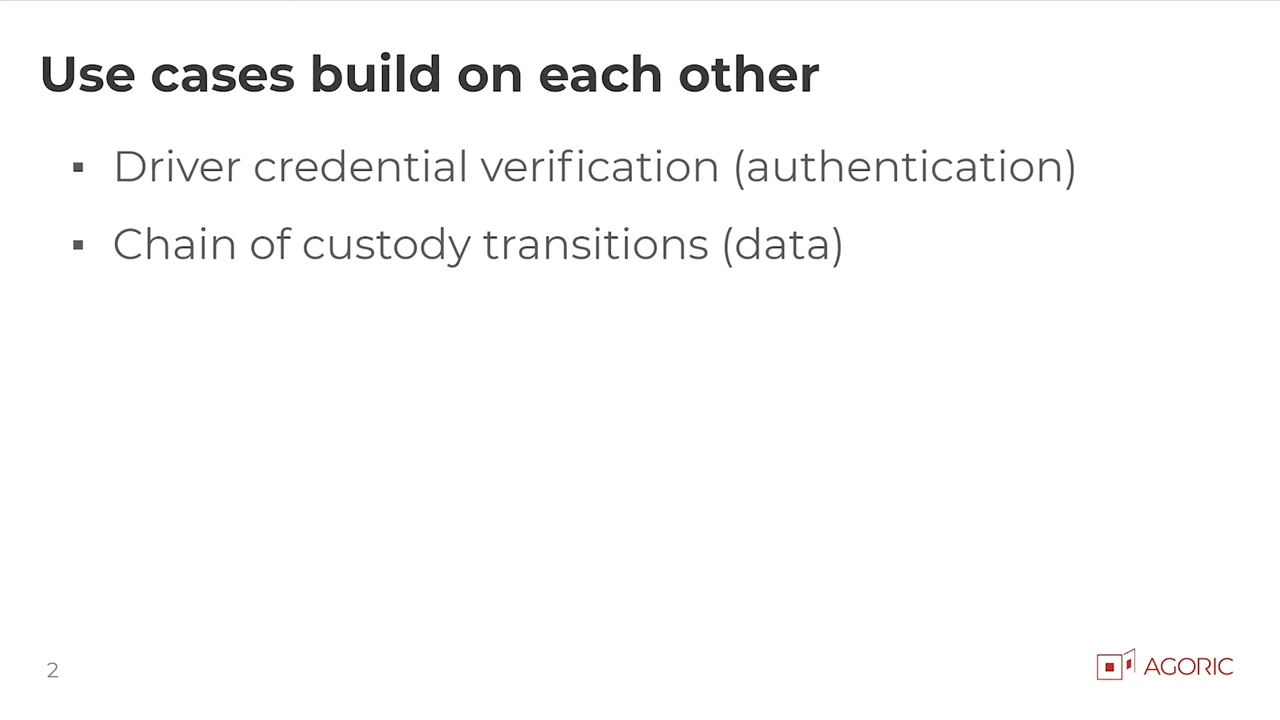 Use cases build on each other
▪ Driver credential verification (authentication)
▪ Chain of custody transitions (data)
2
AGORIC